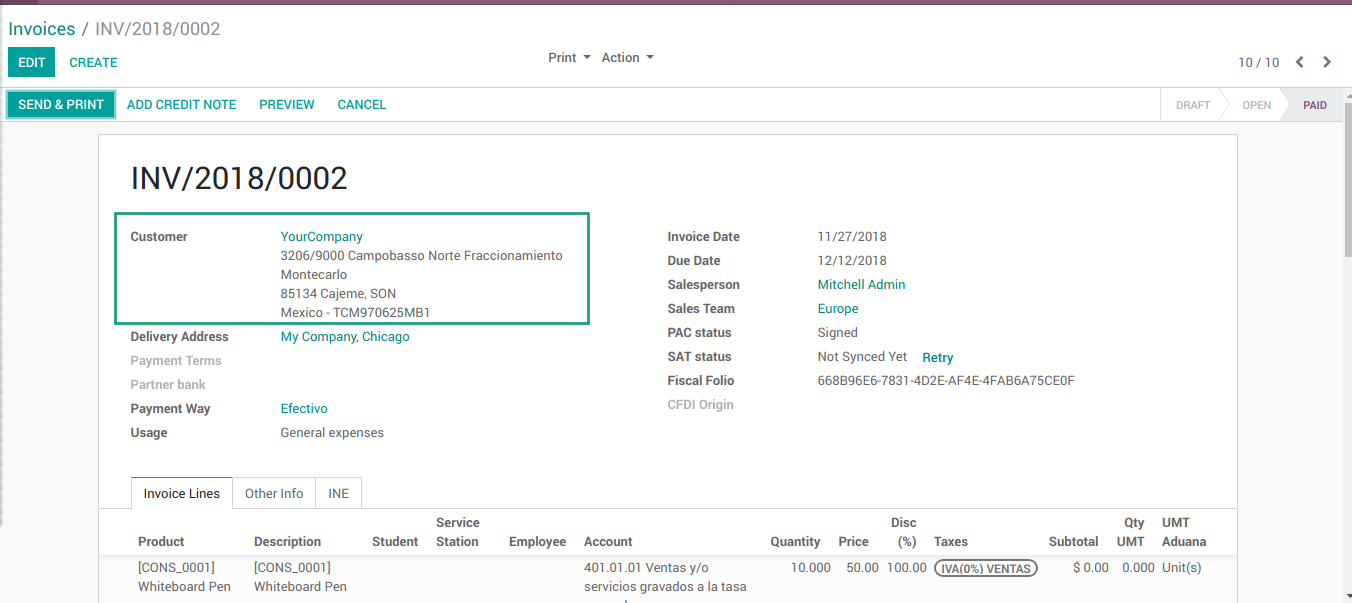 Invoices / INV/2018/0002
EDIT CREATE
Print Action
10 / 10
SEND & PRINT ADD CREDIT NOTE PREVIEW CANCEL
DRAFT OPEN PAID
INV/2018/0002
Customer YourCompany
3206/9000 Campobasso Norte Fraccionamiento
Montecarlo
85134 Cajeme, SON
Mexico - TCM970625MB1
Delivery Address My Company, Chicago
Payment Terms
Partner bank
Payment Way Efectivo
Usage General expenses
Invoice Date 11/27/2018
Due Date 12/12/2018
Salesperson Mitchell Admin
Sales Team Europe
PAC status Signed
SAT status Not Synced Yet Retry
Fiscal Folio 668B96E6-7831-4D2E-AF4E-4FAB6A75CE0F
CFDI Origin
Invoice Lines Other Info INE
Service Disc Qty UMT
Product Description Student Station Employee Account Quantity Price (%) Taxes Subtotal UMT Aduana
[CONS_0001] [CONS_0001] 401.01.01 Ventas y/o 10.000 50.00 100.00 IVA(0%) VENTAS $ 0.00 0.000 Unit(s)
Whiteboard Pen Whiteboard Pen servicios gravados a la tasa